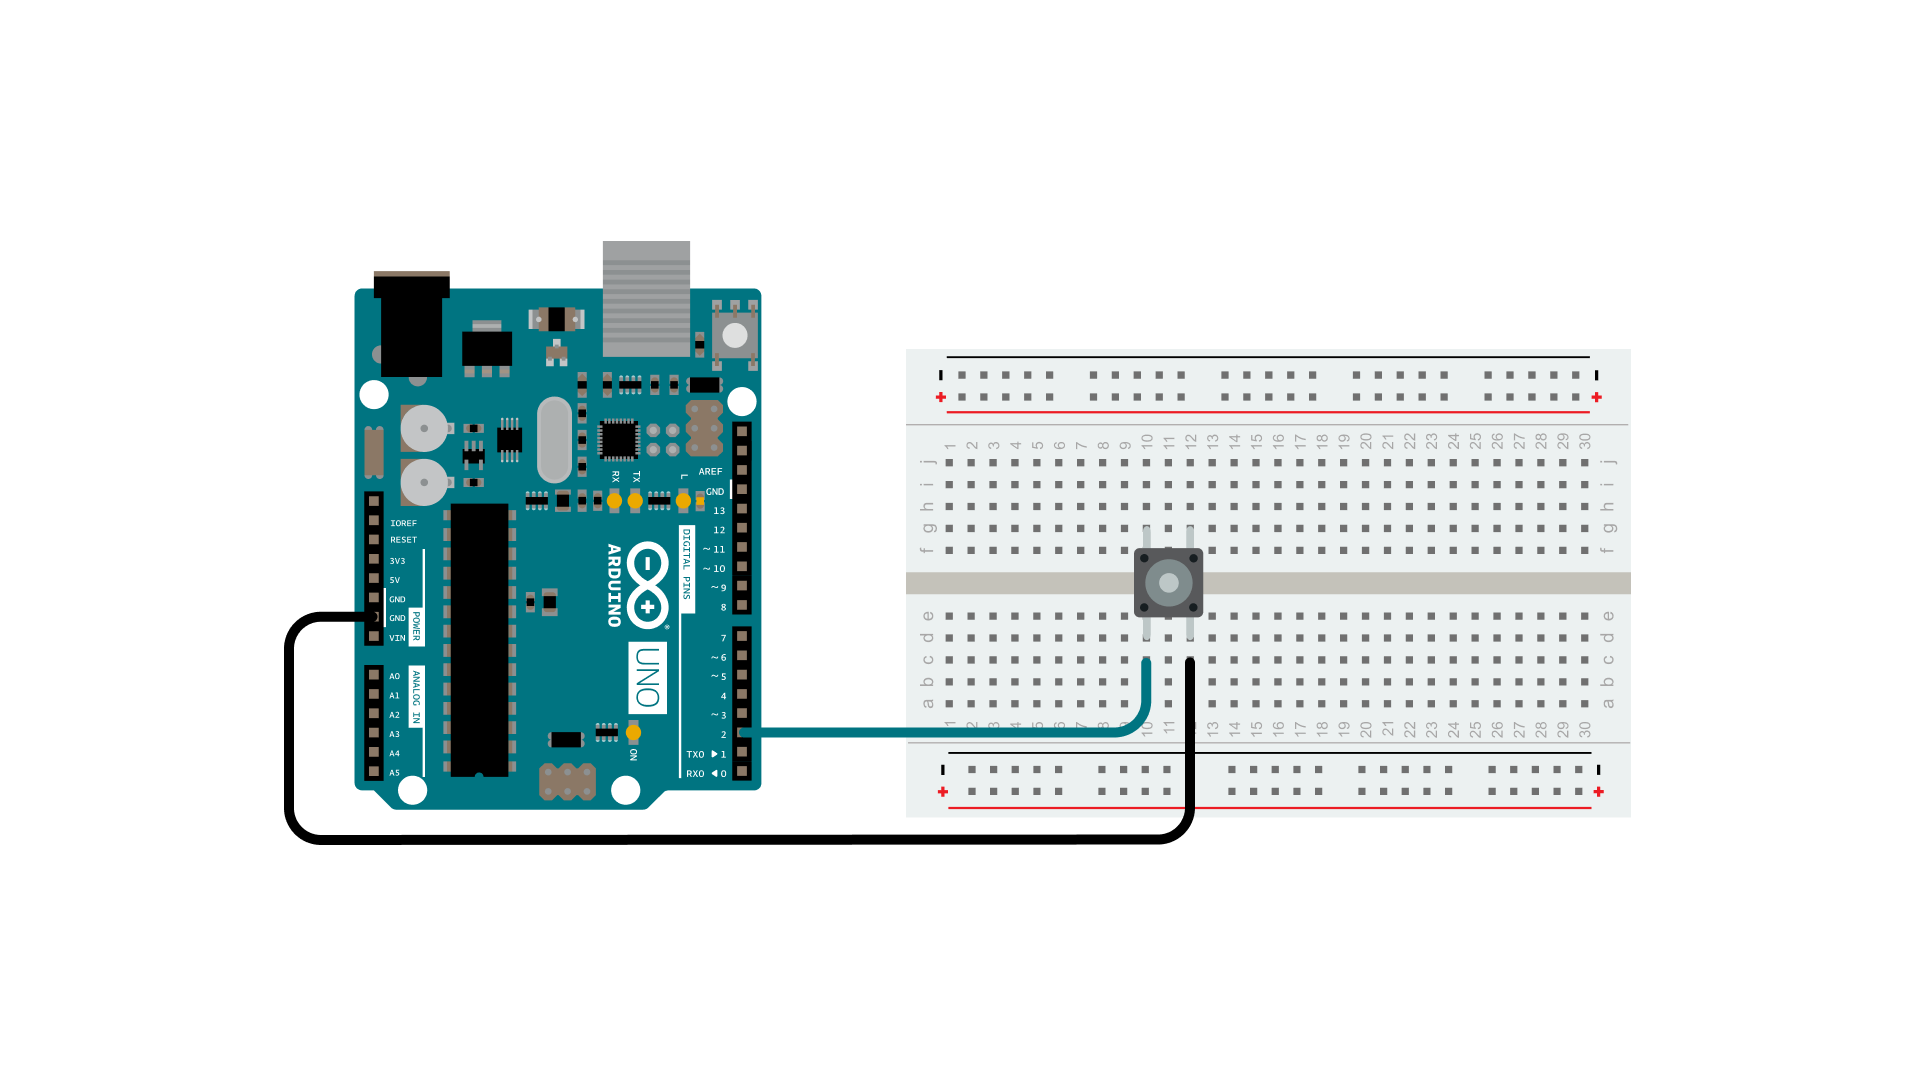 RX
TX
L
AREF
GND
13
12
~ 11
~ 10
~ 9
8
7
~ 6
~ 5
4
~ 3
2
TX0 ▶ 1
RX0 ◀ 0
DIGITAL PINS
ARDUINO
®
UNO
ON
IOREF
RESET
3V3
5V
GND
GND
VIN
POWER
A0
A1
A2
A3
A4
A5
ANALOG IN
- -
+ +
1 2 3 4 5 6 7 8 9 10 11 12 13 14 15 16 17 18 19 20 21 22 23 24 25 26 27 28 29 30
j j
i i
h h
g g
f f
e e
d d
c c
b b
a a
1 2 3 4 5 6 7 8 9 10 11 13 14 15 16 17 18 19 20 21 22 23 24 25 26 27 28 29 30
- -
+ +